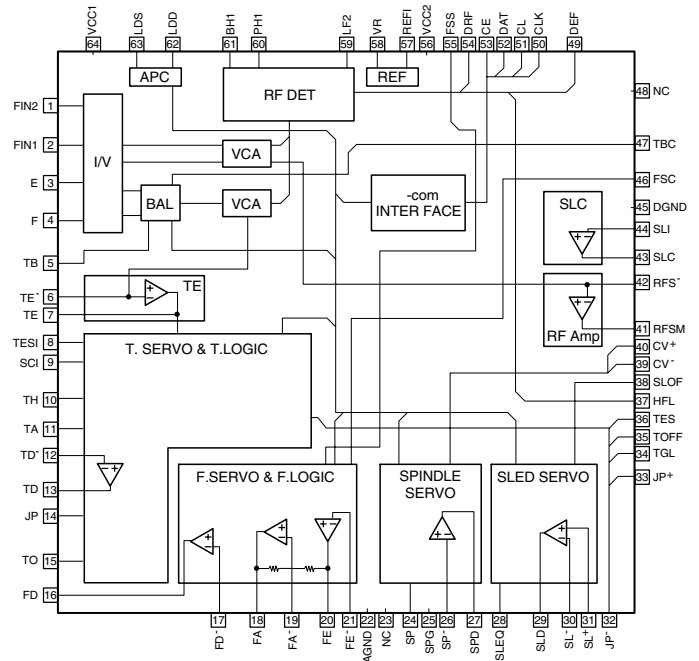 VCC1 LDS LDD BH1 PH1 LF2 VR REFI VCC2 FSS DRF CE DAT CL CLK DEF
64 63 62 61 60 59 58 57 56 55 54 53 52 51 50 49
APC RF DET REF
FIN2 1
FIN1 2
E 3
F 4
TB 5
TE- 6
TE 7
TESI 8
SCI 9
TH 10
TA 11
TD- 12
TD 13
JP 14
TO 15
FD 16
I/V
VCA
BAL VCA
-com
INTER FACE
SLC
TE
RF Amp
T. SERVO & T.LOGIC
F.SERVO & F.LOGIC
SPINDLE
SERVO
SLED SERVO
48 NC
47 TBC
46 FSC
45 DGND
44 SLI
43 SLC
42 RFS-
41 RFSM
40 CV+
39 CV-
38 SLOF
37 HFL
36 TES
35 TOFF
34 TGL
33 JP+
17 18 19 20 21 22 23 24 25 26 27 28 29 30 31 32
FD- FA FA- FE FE- AGND NC SP SPG SP- SPD SLEQ SLD SL- SL+ JP-